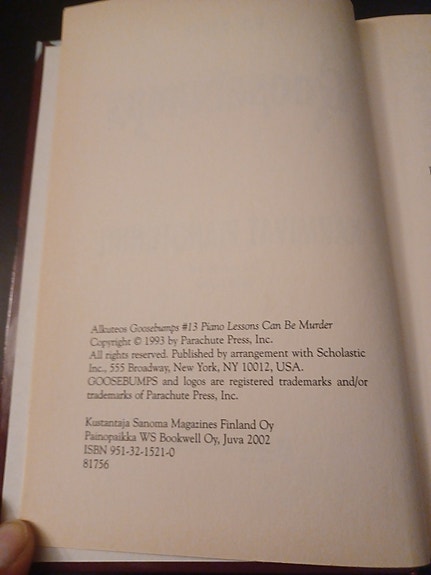 Alkuteos Goosebumps #13 Piano Lessons Can Be Murder
Copyright © 1993 by Parachute Press, Inc.
All rights reserved. Published by arrangement with Scholastic
Inc., 555 Broadway, New York, NY 10012, USA.
GOOSEBUMPS and logos are registered trademarks and/or
trademarks of Parachute Press, Inc.
Kustantaja Sanoma Magazines Finland Oy
Painopaikka WS Bookwell Oy, Juva 2002
ISBN 951-32-1521-0
81756